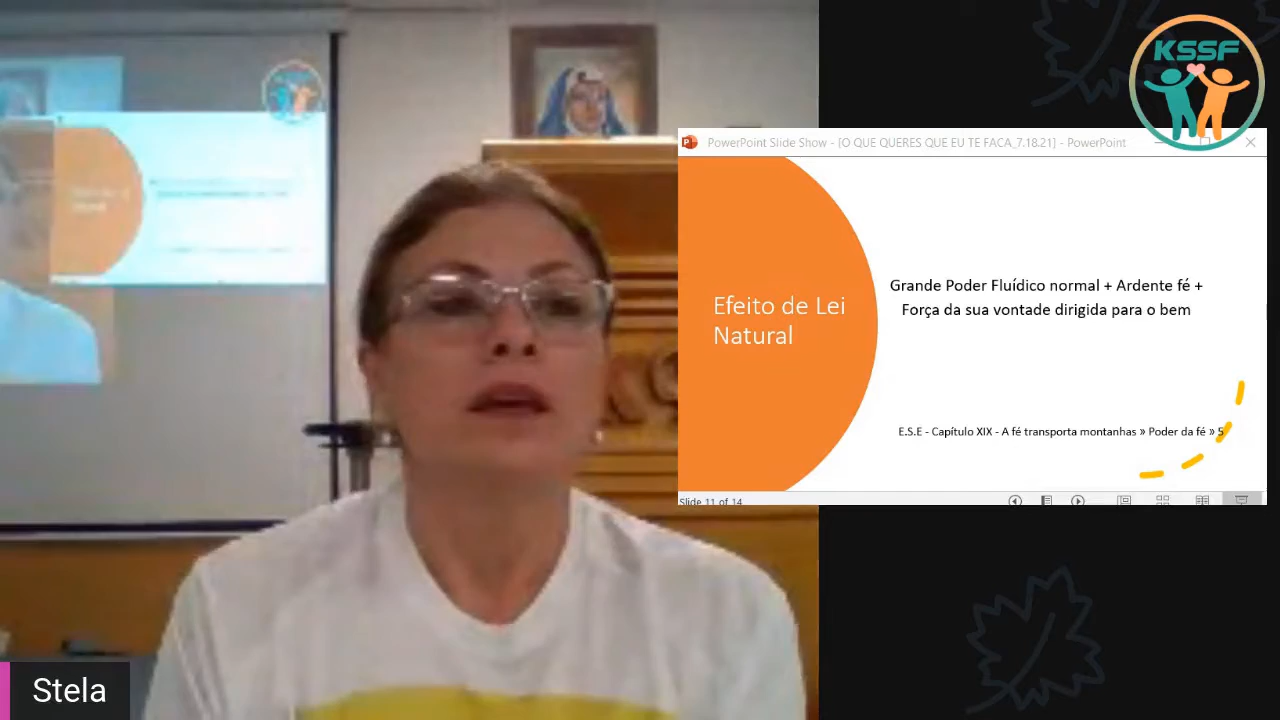 KSSF
PowerPoint Slide Show - [O QUE QUERES QUE EU TE FACA_7.18.21] - PowerPoint
Efeito de Lei
Natural
Grande Poder Fluídico normal + Ardente fé +
Força da sua vontade dirigida para o bem
E.S.E - Capítulo XIX - A fé transporta montanhas » Poder da fé » 5
Slide 11 of 14
Stela
KSSF